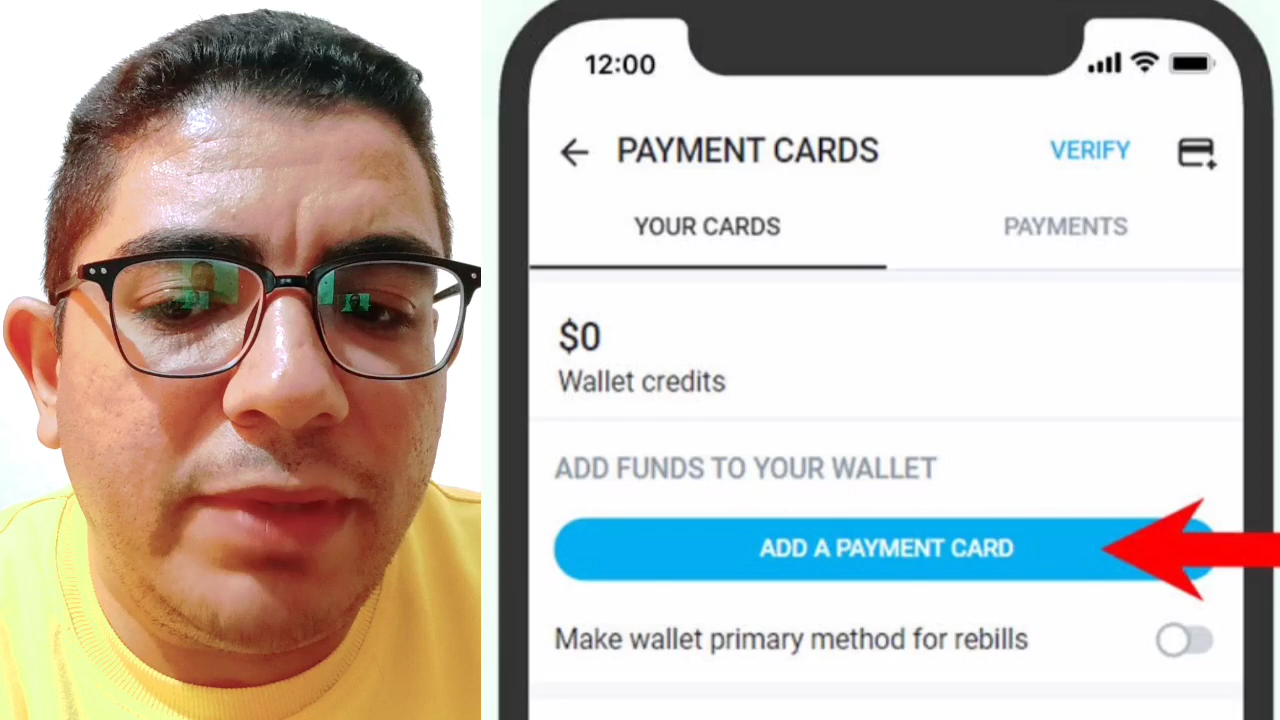 12:00
PAYMENT CARDS VERIFY
YOUR CARDS PAYMENTS
$0
Wallet credits
ADD FUNDS TO YOUR WALLET
ADD A PAYMENT CARD
Make wallet primary method for rebills